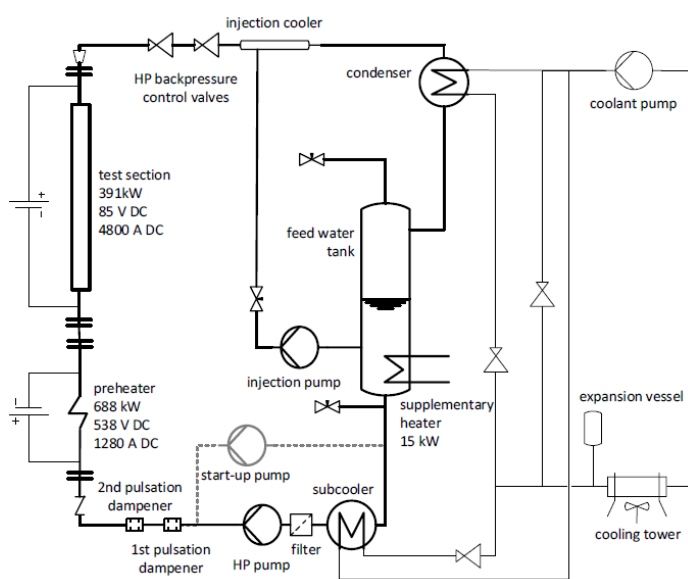 injection cooler
HP backpressure
control valves
condenser
coolant pump
+
−
test section
391kW
85 V DC
4800 A DC
feed water
tank
injection pump
supplementary
heater
15 kW
expansion vessel
−
+
preheater
688 kW
538 V DC
1280 A DC
start-up pump
2nd pulsation
dampener
subcooler
1st pulsation
dampener
HP pump
filter
cooling tower